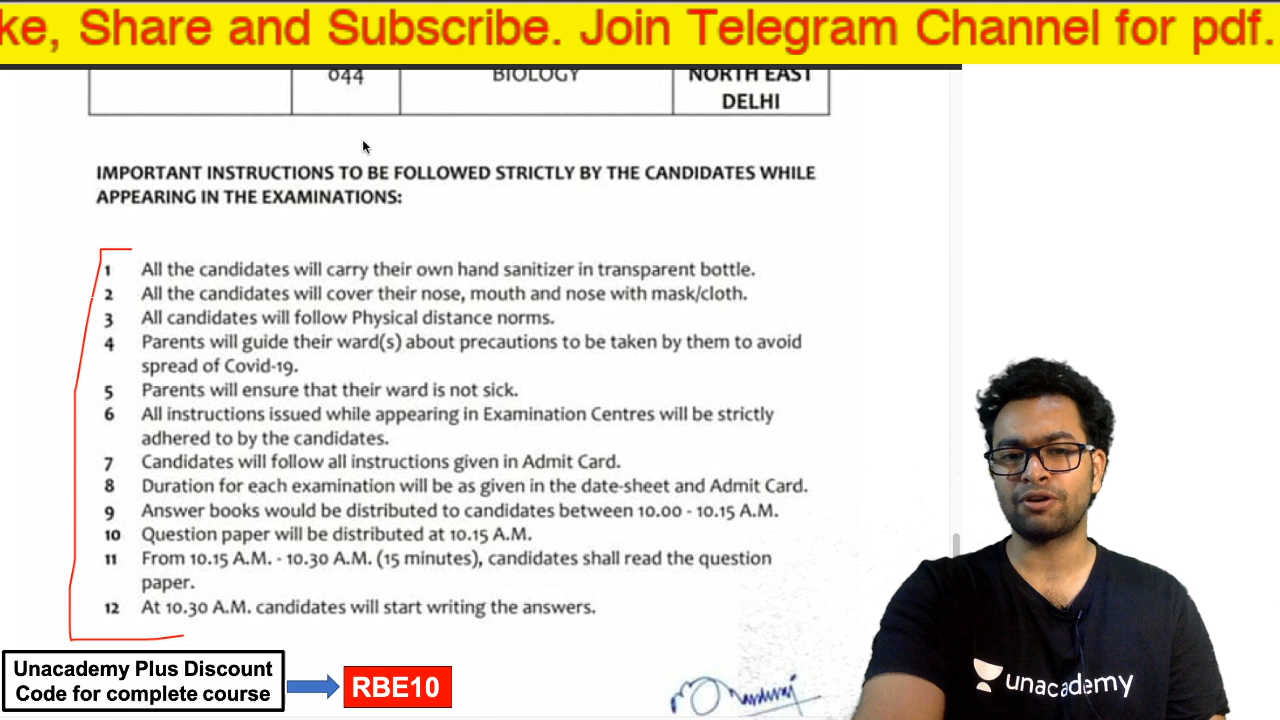 ke, Share and Subscribe. Join Telegram Channel for pdf.
044 BIOLOGY NORTH EAST
DELHI
IMPORTANT INSTRUCTIONS TO BE FOLLOWED STRICTLY BY THE CANDIDATES WHILE
APPEARING IN THE EXAMINATIONS:
1 All the candidates will carry their own hand sanitizer in transparent bottle.
2 All the candidates will cover their nose, mouth and nose with mask/cloth.
3 All candidates will follow Physical distance norms.
4 Parents will guide their ward(s) about precautions to be taken by them to avoid
spread of Covid-19.
5 Parents will ensure that their ward is not sick.
6 All instructions issued while appearing in Examination Centres will be strictly
adhered to by the candidates.
7 Candidates will follow all instructions given in Admit Card.
8 Duration for each examination will be as given in the date-sheet and Admit Card.
9 Answer books would be distributed to candidates between 10.00 - 10.15 A.M.
10 Question paper will be distributed at 10.15 A.M.
11 From 10.15 A.M. - 10.30 A.M. (15 minutes), candidates shall read the question
paper.
12 At 10.30 A.M. candidates will start writing the answers.
Unacademy Plus Discount
Code for complete course
RBE10
unacademy